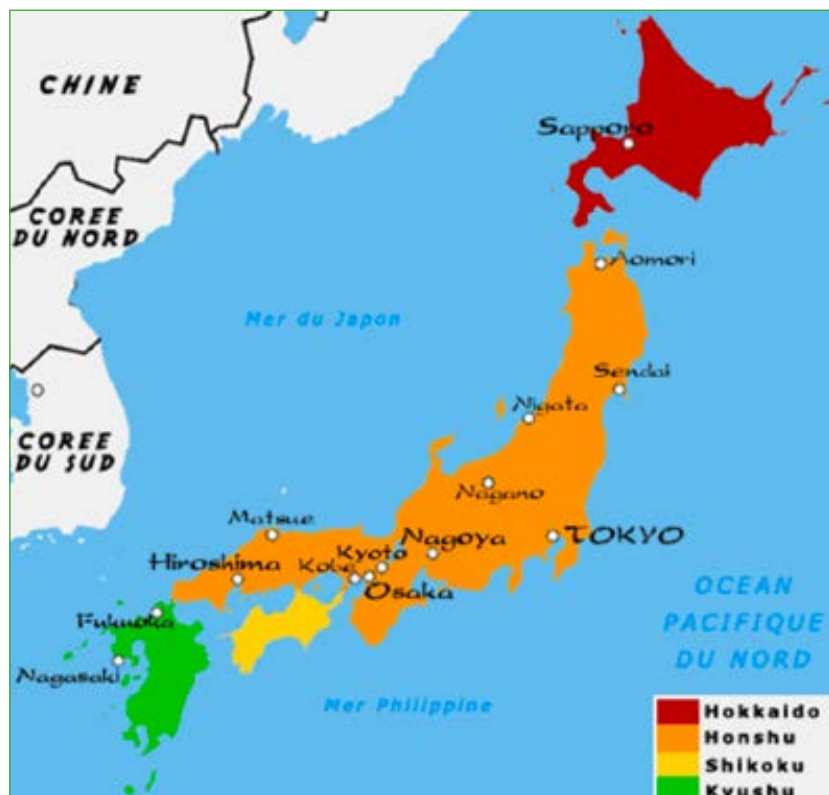 CHINE
Sapporo
COREE
DU NORD
Aomori
Mer du Japon
Sendai
Nigata
COREE
DU SUD
Nagano
Matsue
Nagoya
TOKYO
Kyoto
Hiroshima
Kobe
Osaka
OCEAN
PACIFIQUE
DU NORD
Fukuoka
Nagasaki
Mer Philippine
Hokkaido
Honshu
Shikoku
Kyushu